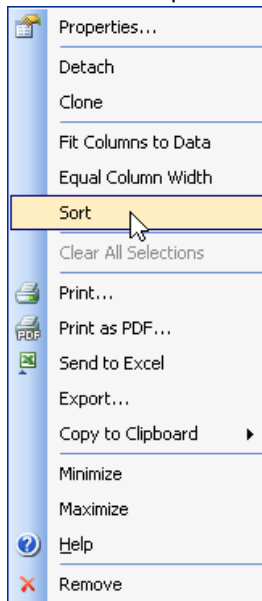 Properties...
Detach
Clone
Fit Columns to Data
Equal Column Width
Sort
Clear All Selections
Print...
PDF Print as PDF...
Send to Excel
Export...
Copy to Clipboard
Minimize
Maximize
? Help
Remove